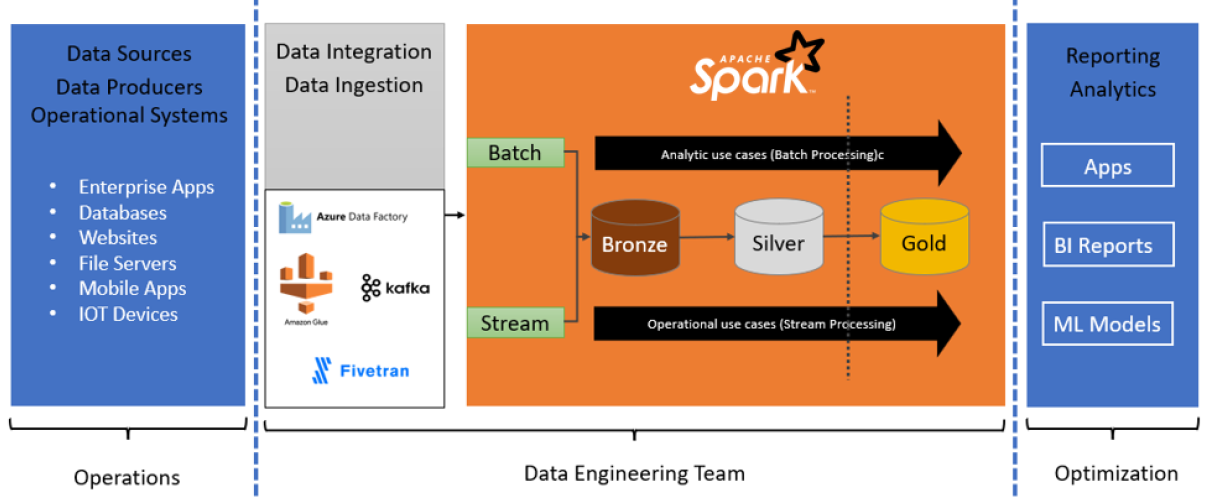 Data Sources
Data Producers
Operational Systems
• Enterprise Apps
• Databases
• Websites
• File Servers
• Mobile Apps
• IOT Devices
Operations
Data Integration
Data Ingestion
Azure Data Factory
Amazon Glue
kafka
Fivetran
APACHE
Spark™
Batch
Stream
Analytic use cases (Batch Processing)c
Bronze
Silver
Gold
Operational use cases (Stream Processing)
Data Engineering Team
Reporting
Analytics
Apps
BI Reports
ML Models
Optimization